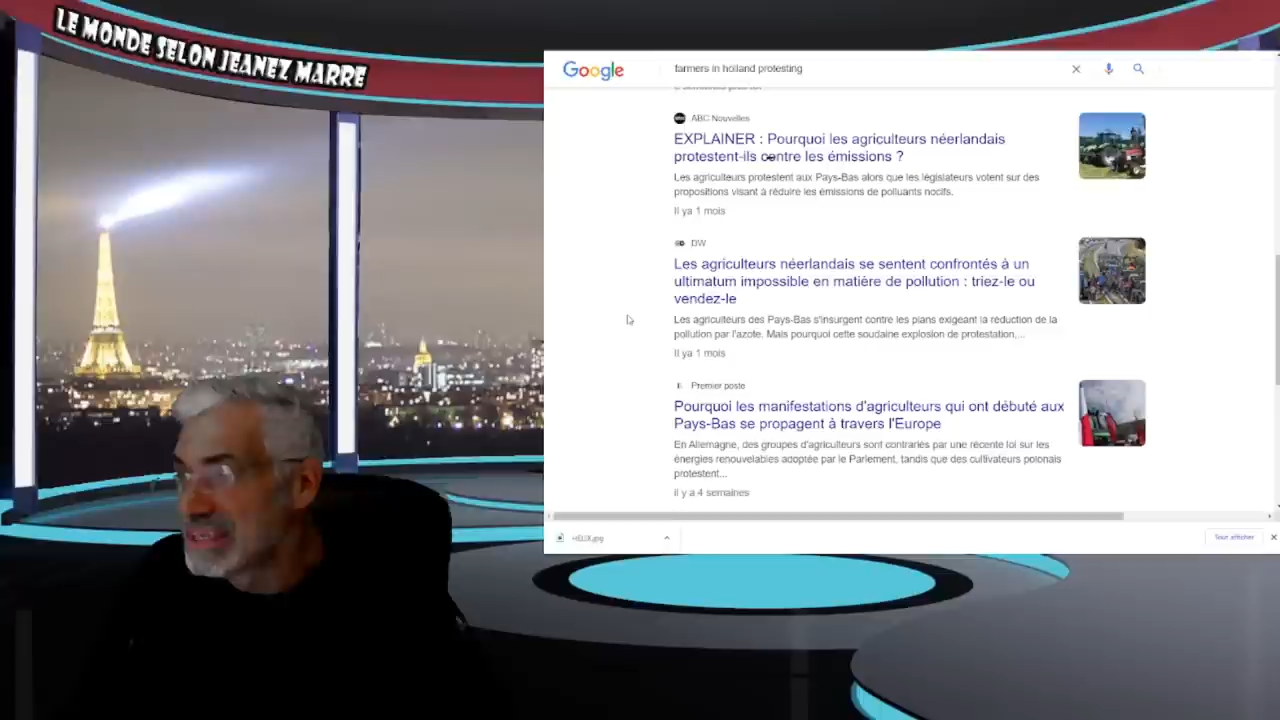 LE MONDE SELON JEANEZ MARRE
Google
farmers in holland protesting
ABC Nouvelles
EXPLAINER : Pourquoi les agriculteurs néerlandais
protestent-ils contre les émissions ?
Les agriculteurs protestent aux Pays-Bas alors que les législateurs votent sur des
propositions visant à réduire les émissions de polluants nocifs.
Il ya 1 mois
DW
Les agriculteurs néerlandais se sentent confrontés à un
ultimatum impossible en matière de pollution : triez-le ou
vendez-le
Les agriculteurs des Pays-Bas s'insurgent contre les plans exigeant la réduction de la
pollution par l'azote. Mais pourquoi cette soudaine explosion de protestation,...
Il ya 1 mois
Premier poste
Pourquoi les manifestations d'agriculteurs qui ont débuté aux
Pays-Bas se propagent à travers l'Europe
En Allemagne, des groupes d'agriculteurs sont contrariés par une récente loi sur les
énergies renouvelables adoptée par le Parlement, tandis que des cultivateurs polonais
protestent...
il y a 4 semaines
Tout afficher